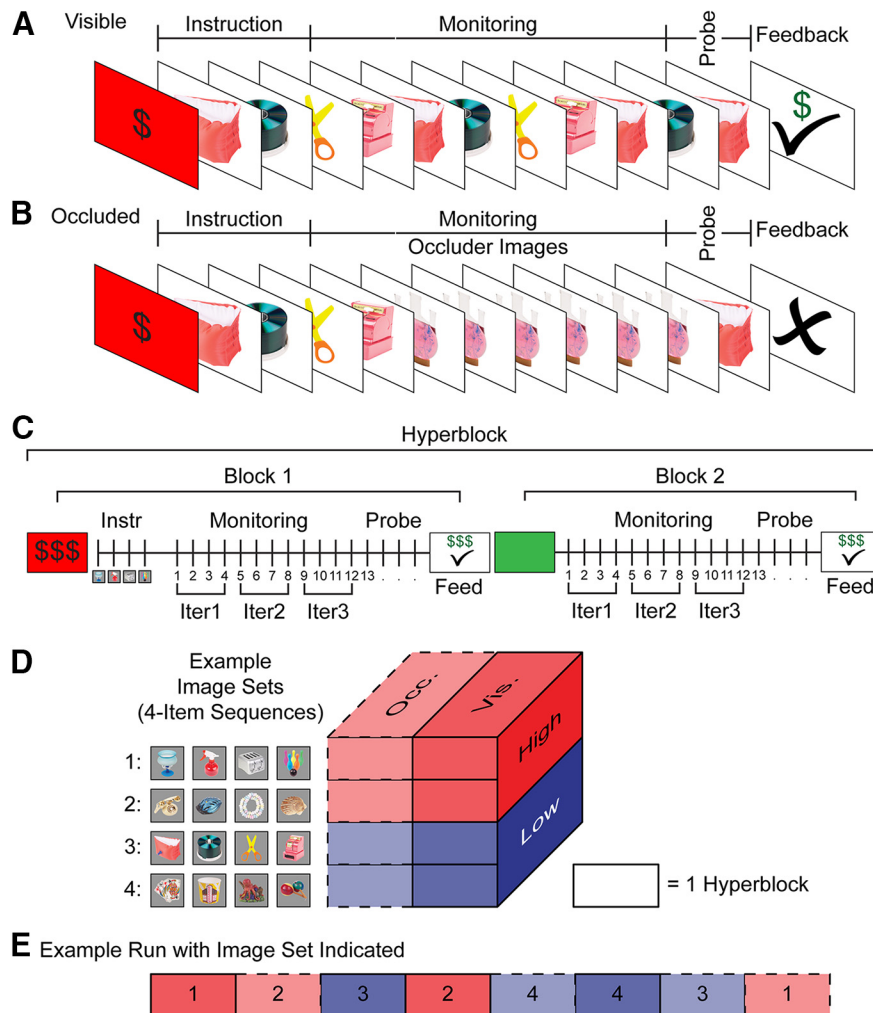 A
Visible
Instruction
Monitoring
Probe
Feedback
$
$
B
Occluded
Instruction
Monitoring
Occluder Images
Probe
Feedback
$
C
Hyperblock
Block 1
Block 2
Instr
Monitoring
Probe
Monitoring
Probe
$$$
$$$
$$$
1 2 3 4 5 6 7 8 9 10 11 12 13 . . .
Feed
1 2 3 4 5 6 7 8 9 10 11 12 13 . . .
Feed
Iter1
Iter2
Iter3
Iter1
Iter2
Iter3
D
Example
Image Sets
(4-Item Sequences)
Occ.
Vis.
High
Low
1:
2:
3:
4:
= 1 Hyperblock
E
Example Run with Image Set Indicated
1 2 3 2 4 4 3 1